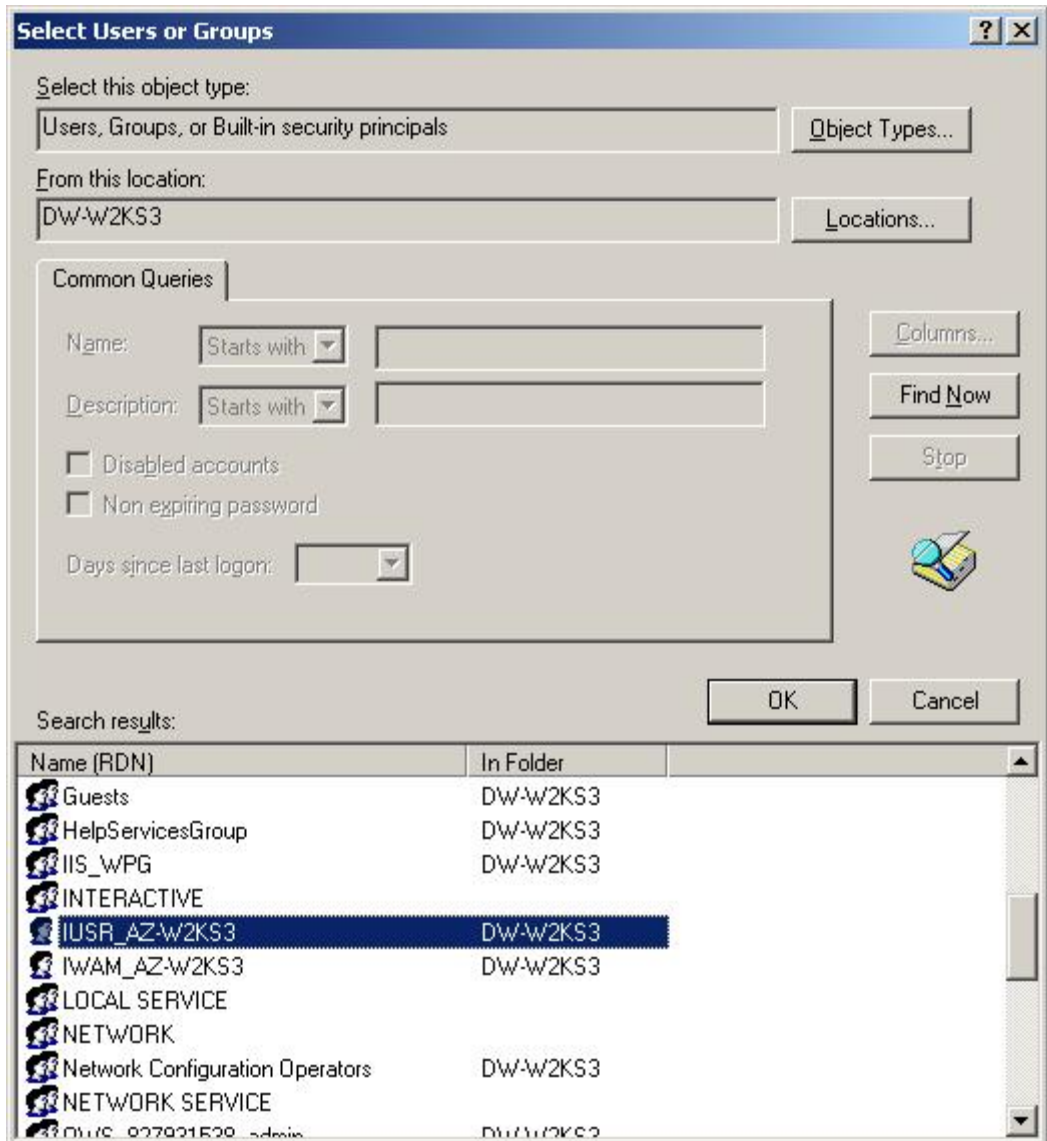 Select Users or Groups
Select this object type:
Users, Groups, or Built-in security principals
Object Types...
From this location:
DW-W2KS3
Locations...
Common Queries
Name:
Starts with
Columns...
Description:
Starts with
Find Now
Disabled accounts
Stop
Non expiring password
Days since last logon:
OK
Cancel
Search results:
Name (RDN) In Folder
Guests DW-W2KS3
HelpServicesGroup DW-W2KS3
IIS_WPG DW-W2KS3
INTERACTIVE
IUSR_AZ-W2KS3 DW-W2KS3
IWAM_AZ-W2KS3 DW-W2KS3
LOCAL SERVICE
NETWORK
Network Configuration Operators DW-W2KS3
NETWORK SERVICE